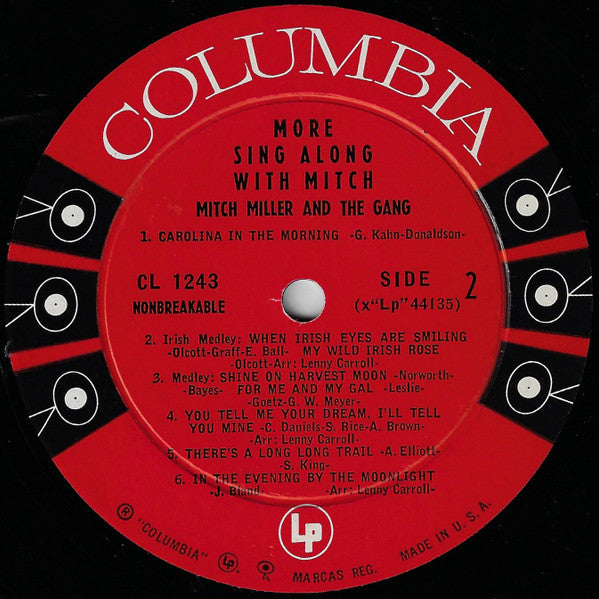 COLUMBIA
MORE
SING ALONG
WITH MITCH
MITCH MILLER AND THE GANG
1. CAROLINA IN THE MORNING -G. Kahn-Donaldson-
CL 1243
NONBREAKABLE
SIDE 2
(x"Lp"44135)
2. Irish Medley: WHEN IRISH EYES ARE SMILING
-Olcott-Graff-E. Ball- MY WILD IRISH ROSE
-Olcott-Arr: Lenny Carroll-
3. Medley: SHINE ON HARVEST MOON -Norworth-
-Bayes- FOR ME AND MY GAL -Leslie-
-Goetz-G. W. Meyer-
4. YOU TELL ME YOUR DREAM, I'LL TELL
YOU MINE -C. Daniels-S. Rice-A. Brown-
-Arr: Lenny Carroll-
5. THERE'S A LONG LONG TRAIL -A. Elliott-
-S. King-
6. IN THE EVENING BY THE MOONLIGHT
-J. Bland- -Arr: Lenny Carroll-
Lp
® "COLUMBIA" Lp MARCAS REG. MADE IN U. S. A.